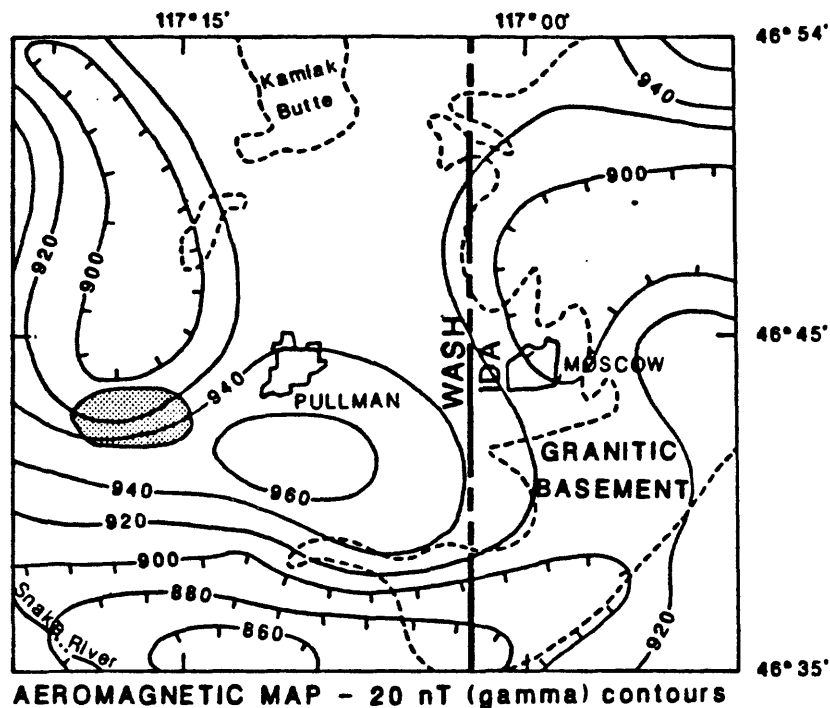 117°15' 117°00'
46°54'
Kamiak
Butte
940
900
920
900
46°45'
WASH
IDA
MOSCOW
940
PULLMAN
GRANITIC
BASEMENT
960
940
920
900
880
Snake River
860
920
46°35'
AEROMAGNETIC MAP - 20 nT (gamma) contours